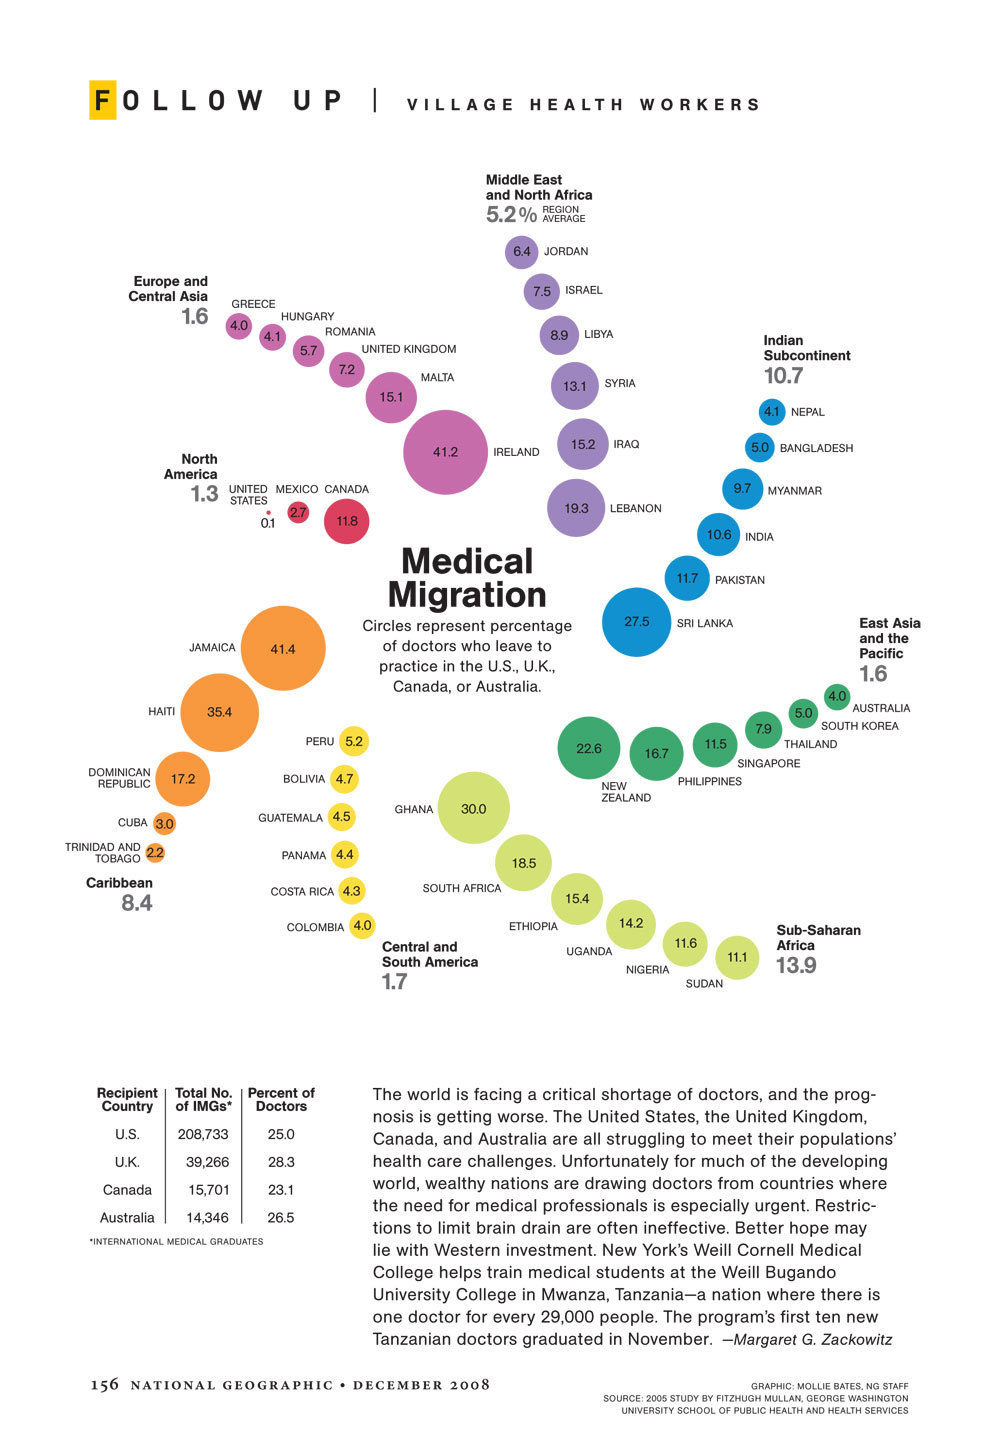 FOLLOW UP | VILLAGE HEALTH WORKERS
Middle East
and North Africa
5.2% REGION
AVERAGE
6.4 JORDAN
7.5 ISRAEL
8.9 LIBYA
13.1 SYRIA
15.2 IRAQ
19.3 LEBANON
Europe and
Central Asia
1.6
GREECE
4.0
HUNGARY
4.1
ROMANIA
5.7
UNITED KINGDOM
7.2
MALTA
15.1
41.2 IRELAND
Indian
Subcontinent
10.7
4.1 NEPAL
5.0 BANGLADESH
9.7 MYANMAR
10.6 INDIA
11.7 PAKISTAN
27.5 SRI LANKA
North
America
1.3
UNITED
STATES
0.1
MEXICO
2.7
CANADA
11.8
Medical
Migration
Circles represent percentage
of doctors who leave to
practice in the U.S., U.K.,
Canada, or Australia.
East Asia
and the
Pacific
1.6
4.0
AUSTRALIA
5.0
SOUTH KOREA
7.9
THAILAND
11.5
SINGAPORE
16.7
PHILIPPINES
22.6
NEW
ZEALAND
JAMAICA 41.4
HAITI 35.4
DOMINICAN
REPUBLIC
17.2
CUBA 3.0
TRINIDAD AND
TOBAGO
2.2
Caribbean
8.4
PERU 5.2
BOLIVIA 4.7
GUATEMALA 4.5
PANAMA 4.4
COSTA RICA 4.3
COLOMBIA 4.0
Central and
South America
1.7
GHANA 30.0
18.5
SOUTH AFRICA
15.4
ETHIOPIA
14.2
UGANDA
11.6
NIGERIA
11.1
SUDAN
Sub-Saharan
Africa
13.9
Recipient Total No. Percent of
Country of IMGs* Doctors
U.S. 208,733 25.0
U.K. 39,266 28.3
Canada 15,701 23.1
Australia 14,346 26.5
*INTERNATIONAL MEDICAL GRADUATES
The world is facing a critical shortage of doctors, and the prog-
nosis is getting worse. The United States, the United Kingdom,
Canada, and Australia are all struggling to meet their populations’
health care challenges. Unfortunately for much of the developing
world, wealthy nations are drawing doctors from countries where
the need for medical professionals is especially urgent. Restric-
tions to limit brain drain are often ineffective. Better hope may
lie with Western investment. New York’s Weill Cornell Medical
College helps train medical students at the Weill Bugando
University College in Mwanza, Tanzania—a nation where there is
one doctor for every 29,000 people. The program’s first ten new
Tanzanian doctors graduated in November. —Margaret G. Zackowitz
156 NATIONAL GEOGRAPHIC • DECEMBER 2008
GRAPHIC: MOLLIE BATES, NG STAFF
SOURCE: 2005 STUDY BY FITZHUGH MULLAN, GEORGE WASHINGTON
UNIVERSITY SCHOOL OF PUBLIC HEALTH AND HEALTH SERVICES